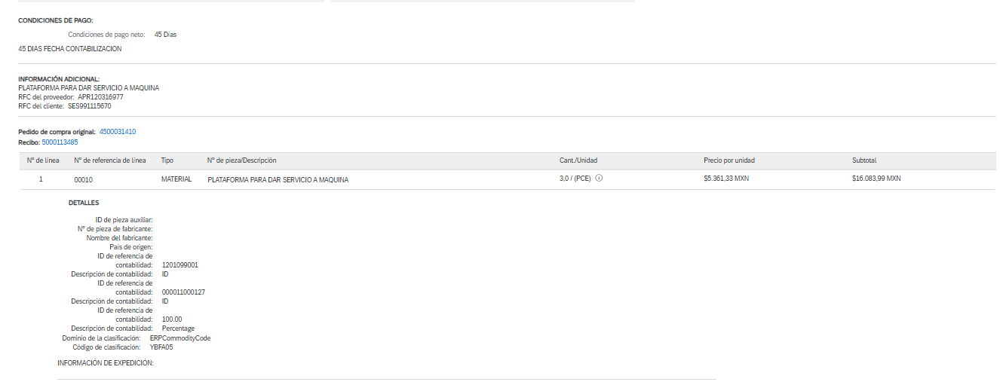 CONDICIONES DE PAGO:
Condiciones de pago neto: 45 Días
45 DIAS FECHA CONTABILIZACION
INFORMACIÓN ADICIONAL:
PLATAFORMA PARA DAR SERVICIO A MAQUINA
RFC del proveedor: APR120316977
RFC del cliente: SES991115670
Pedido de compra original: 4500031410
Recibo: 5000113485
Nº de línea Nº de referencia de línea Tipo Nº de pieza/Descripción Cant./Unidad Precio por unidad Subtotal
1 00010 MATERIAL PLATAFORMA PARA DAR SERVICIO A MAQUINA 3,0 / (PCE) $5.361,33 MXN $16.083,99 MXN
DETALLES
ID de pieza auxiliar:
Nº de pieza de fabricante:
Nombre del fabricante:
País de origen:
ID de referencia de
contabilidad: 1201099001
Descripción de contabilidad: ID
ID de referencia de
contabilidad: 000011000127
Descripción de contabilidad: ID
ID de referencia de
contabilidad: 100.00
Descripción de contabilidad: Percentage
Dominio de la clasificación: ERPCommodityCode
Código de clasificación: YBFA05
INFORMACIÓN DE EXPEDICIÓN: